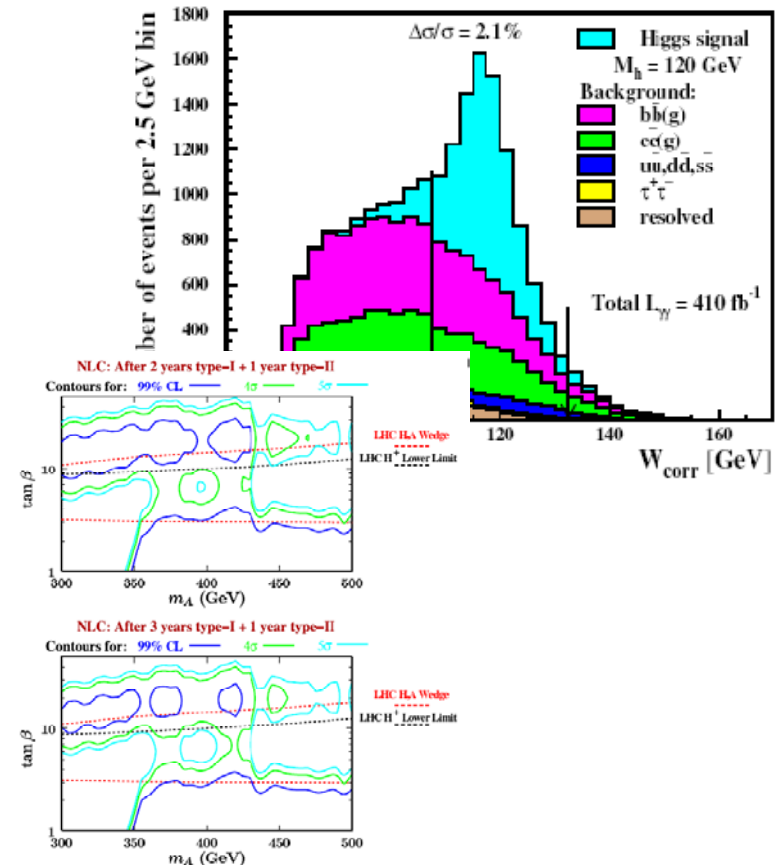 Δσ/σ = 2.1%
Higgs signal
M_h = 120 GeV
Background:
bb̄(g)
cc̄(g)
uū,dd̄,ss̄
τ⁺τ⁻
resolved
Total L_γγ = 410 fb⁻¹
ber of events per 2.5 GeV bin
1800
1600
1400
1200
1000
800
600
400
120
140
160
W_corr [GeV]
NLC: After 2 years type-I + 1 year type-II
Contours for: 99% CL 4σ 5σ
LHC H,A Wedge
LHC H⁺ Lower Limit
tan β
10
1
300
350
400
450
500
m_A (GeV)
NLC: After 3 years type-I + 1 year type-II
Contours for: 99% CL 4σ 5σ
LHC H,A Wedge
LHC H⁺ Lower Limit
tan β
10
1
300
350
400
450
500
m_A (GeV)